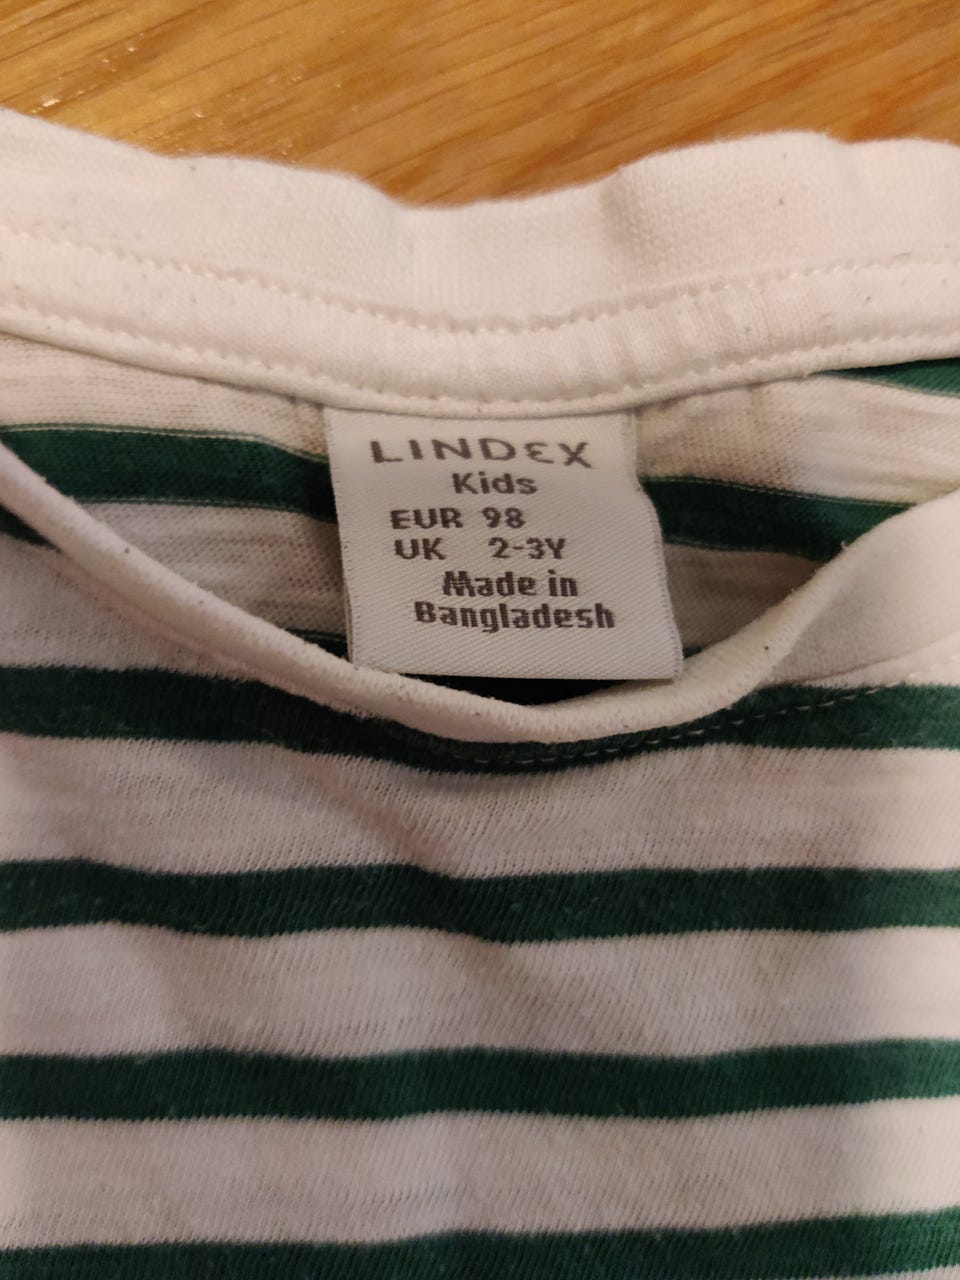 LINDEX
Kids
EUR 98
UK 2-3Y
Made in
Bangladesh